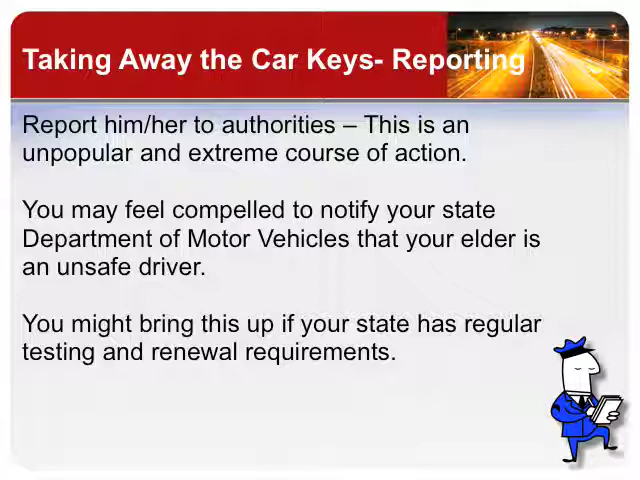 Taking Away the Car Keys- Reporting
Report him/her to authorities – This is an
unpopular and extreme course of action.
You may feel compelled to notify your state
Department of Motor Vehicles that your elder is
an unsafe driver.
You might bring this up if your state has regular
testing and renewal requirements.